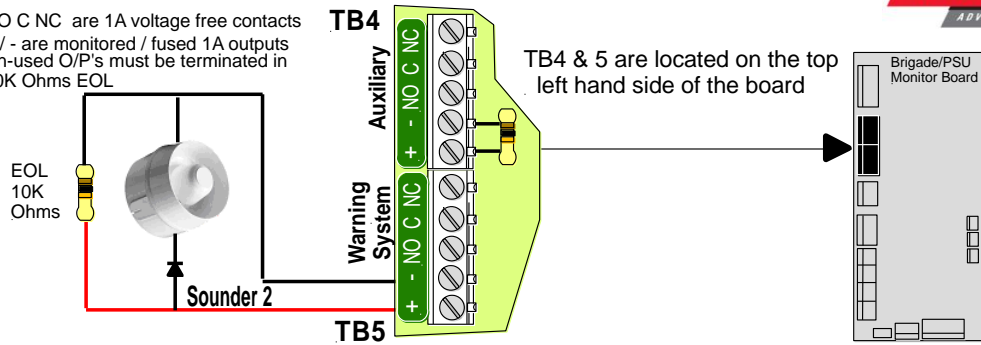 O C NC are 1A voltage free contacts
/ - are monitored / fused 1A outputs
-used O/P's must be terminated in
0K Ohms EOL
TB4
Auxiliary
+ - NO C NC
TB4 & 5 are located on the top
left hand side of the board
Brigade/PSU
Monitor Board
ADV
EOL
10K
Ohms
Sounder 2
Warning
System
+ - NO C NC
TB5